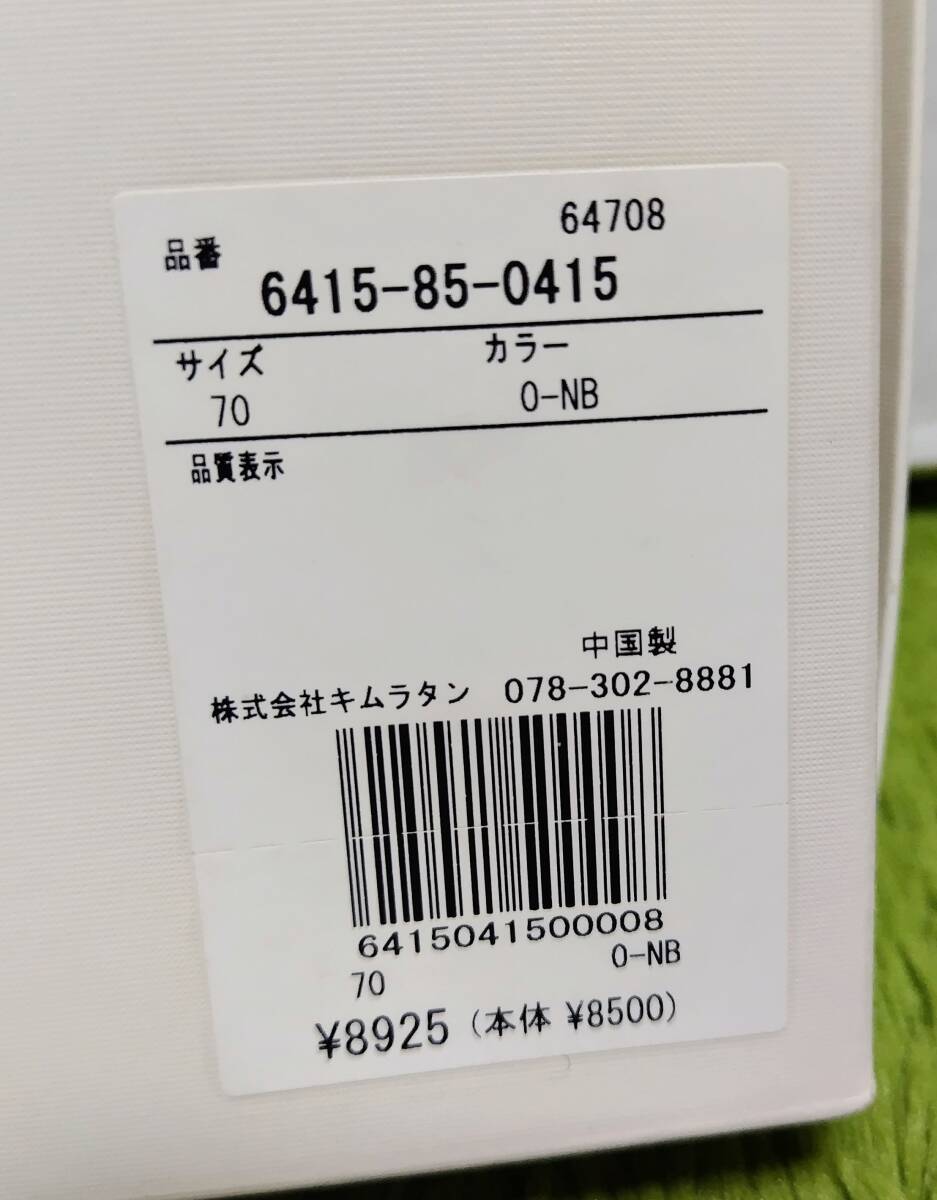 64708
品番
6415-85-0415
サイズ カラー
70 0-NB
品質表示
中国製
株式会社キムラタン 078-302-8881
6415041500008
70 0-NB
¥8925 (本体 ¥8500)